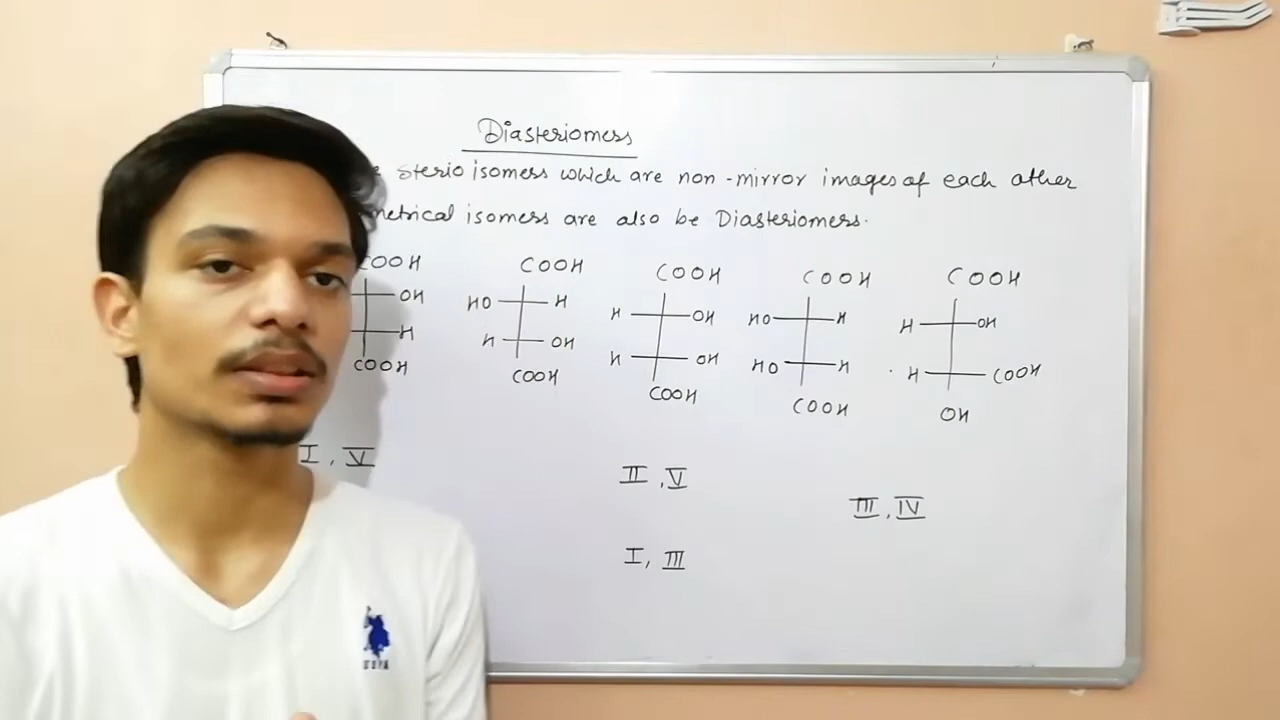 Diasteriomers
sterio isomers which are non-mirror images of each other
metrical isomers are also be Diasteriomers.
COOH COOH COOH COOH COOH
OH HO H H OH HO H H OH
H H OH H OH HO H H COOH
COOH COOH COOH COOH OH
I, V II, V III, IV
I, III